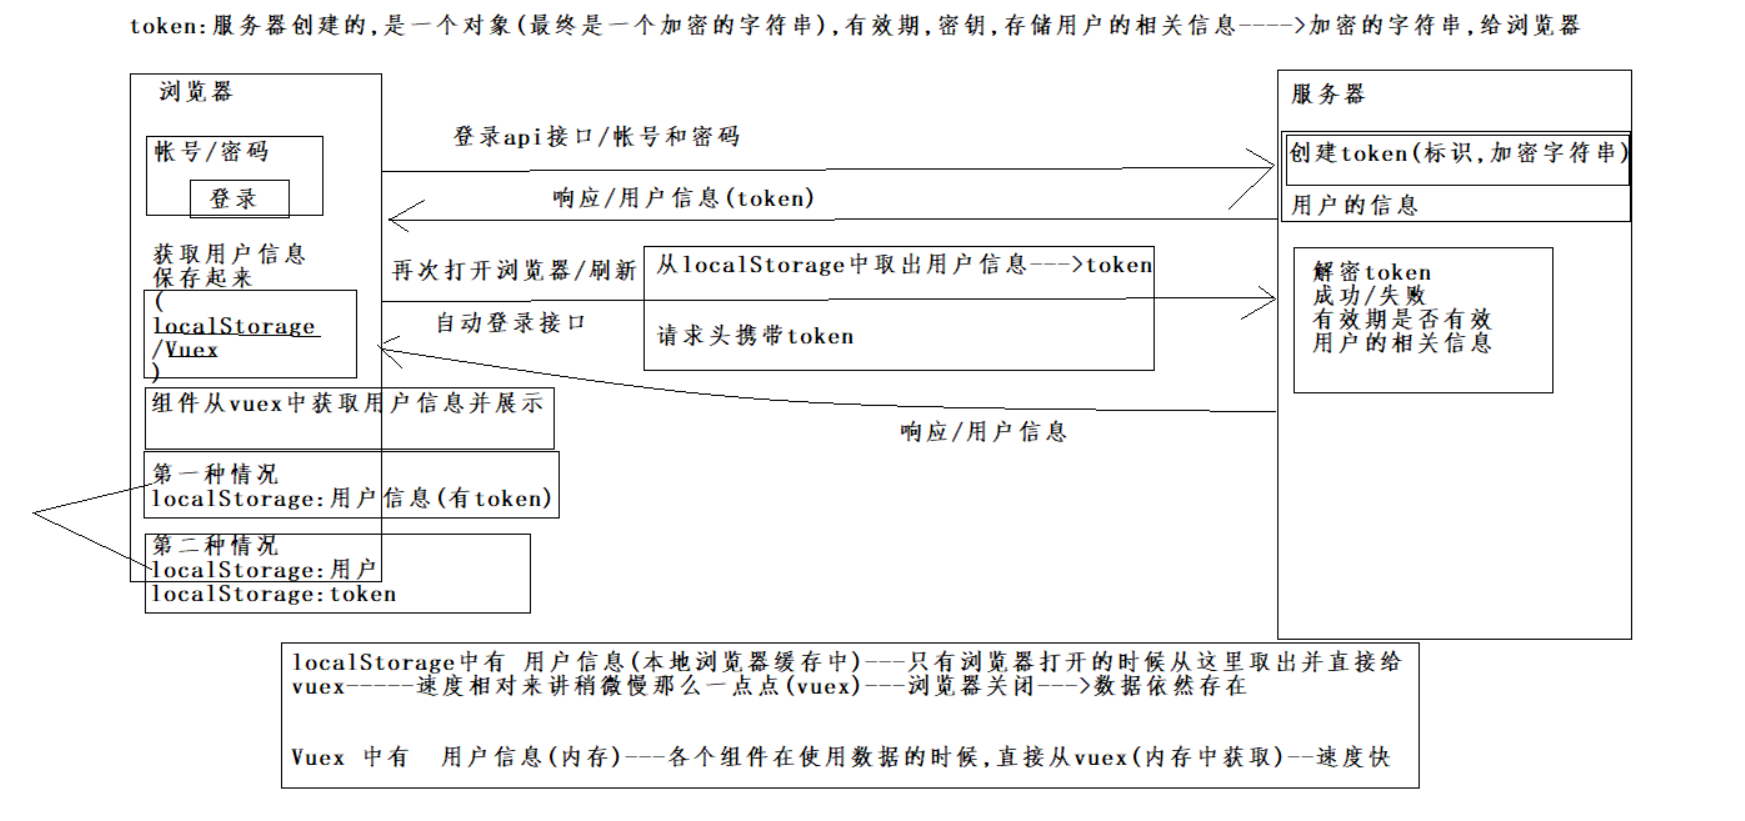 token:服务器创建的,是一个对象(最终是一个加密的字符串),有效期,密钥,存储用户的相关信息---->加密的字符串,给浏览器
浏览器
帐号/密码
登录
获取用户信息
保存起来
(
localStorage
/Vuex
)
组件从vuex中获取用户信息并展示
第一种情况
localStorage:用户信息(有token)
第二种情况
localStorage:用户
localStorage:token
登录api接口/帐号和密码
响应/用户信息(token)
再次打开浏览器/刷新
自动登录接口
从localStorage中取出用户信息--->token
请求头携带token
响应/用户信息
服务器
创建token(标识,加密字符串)
用户的信息
解密token
成功/失败
有效期是否有效
用户的相关信息
localStorage中有 用户信息(本地浏览器缓存中)---只有浏览器打开的时候从这里取出并直接给
vuex-----速度相对来讲稍微慢那么一点点(vuex)---浏览器关闭--->数据依然存在
Vuex 中有 用户信息(内存)---各个组件在使用数据的时候,直接从vuex(内存中获取)--速度快